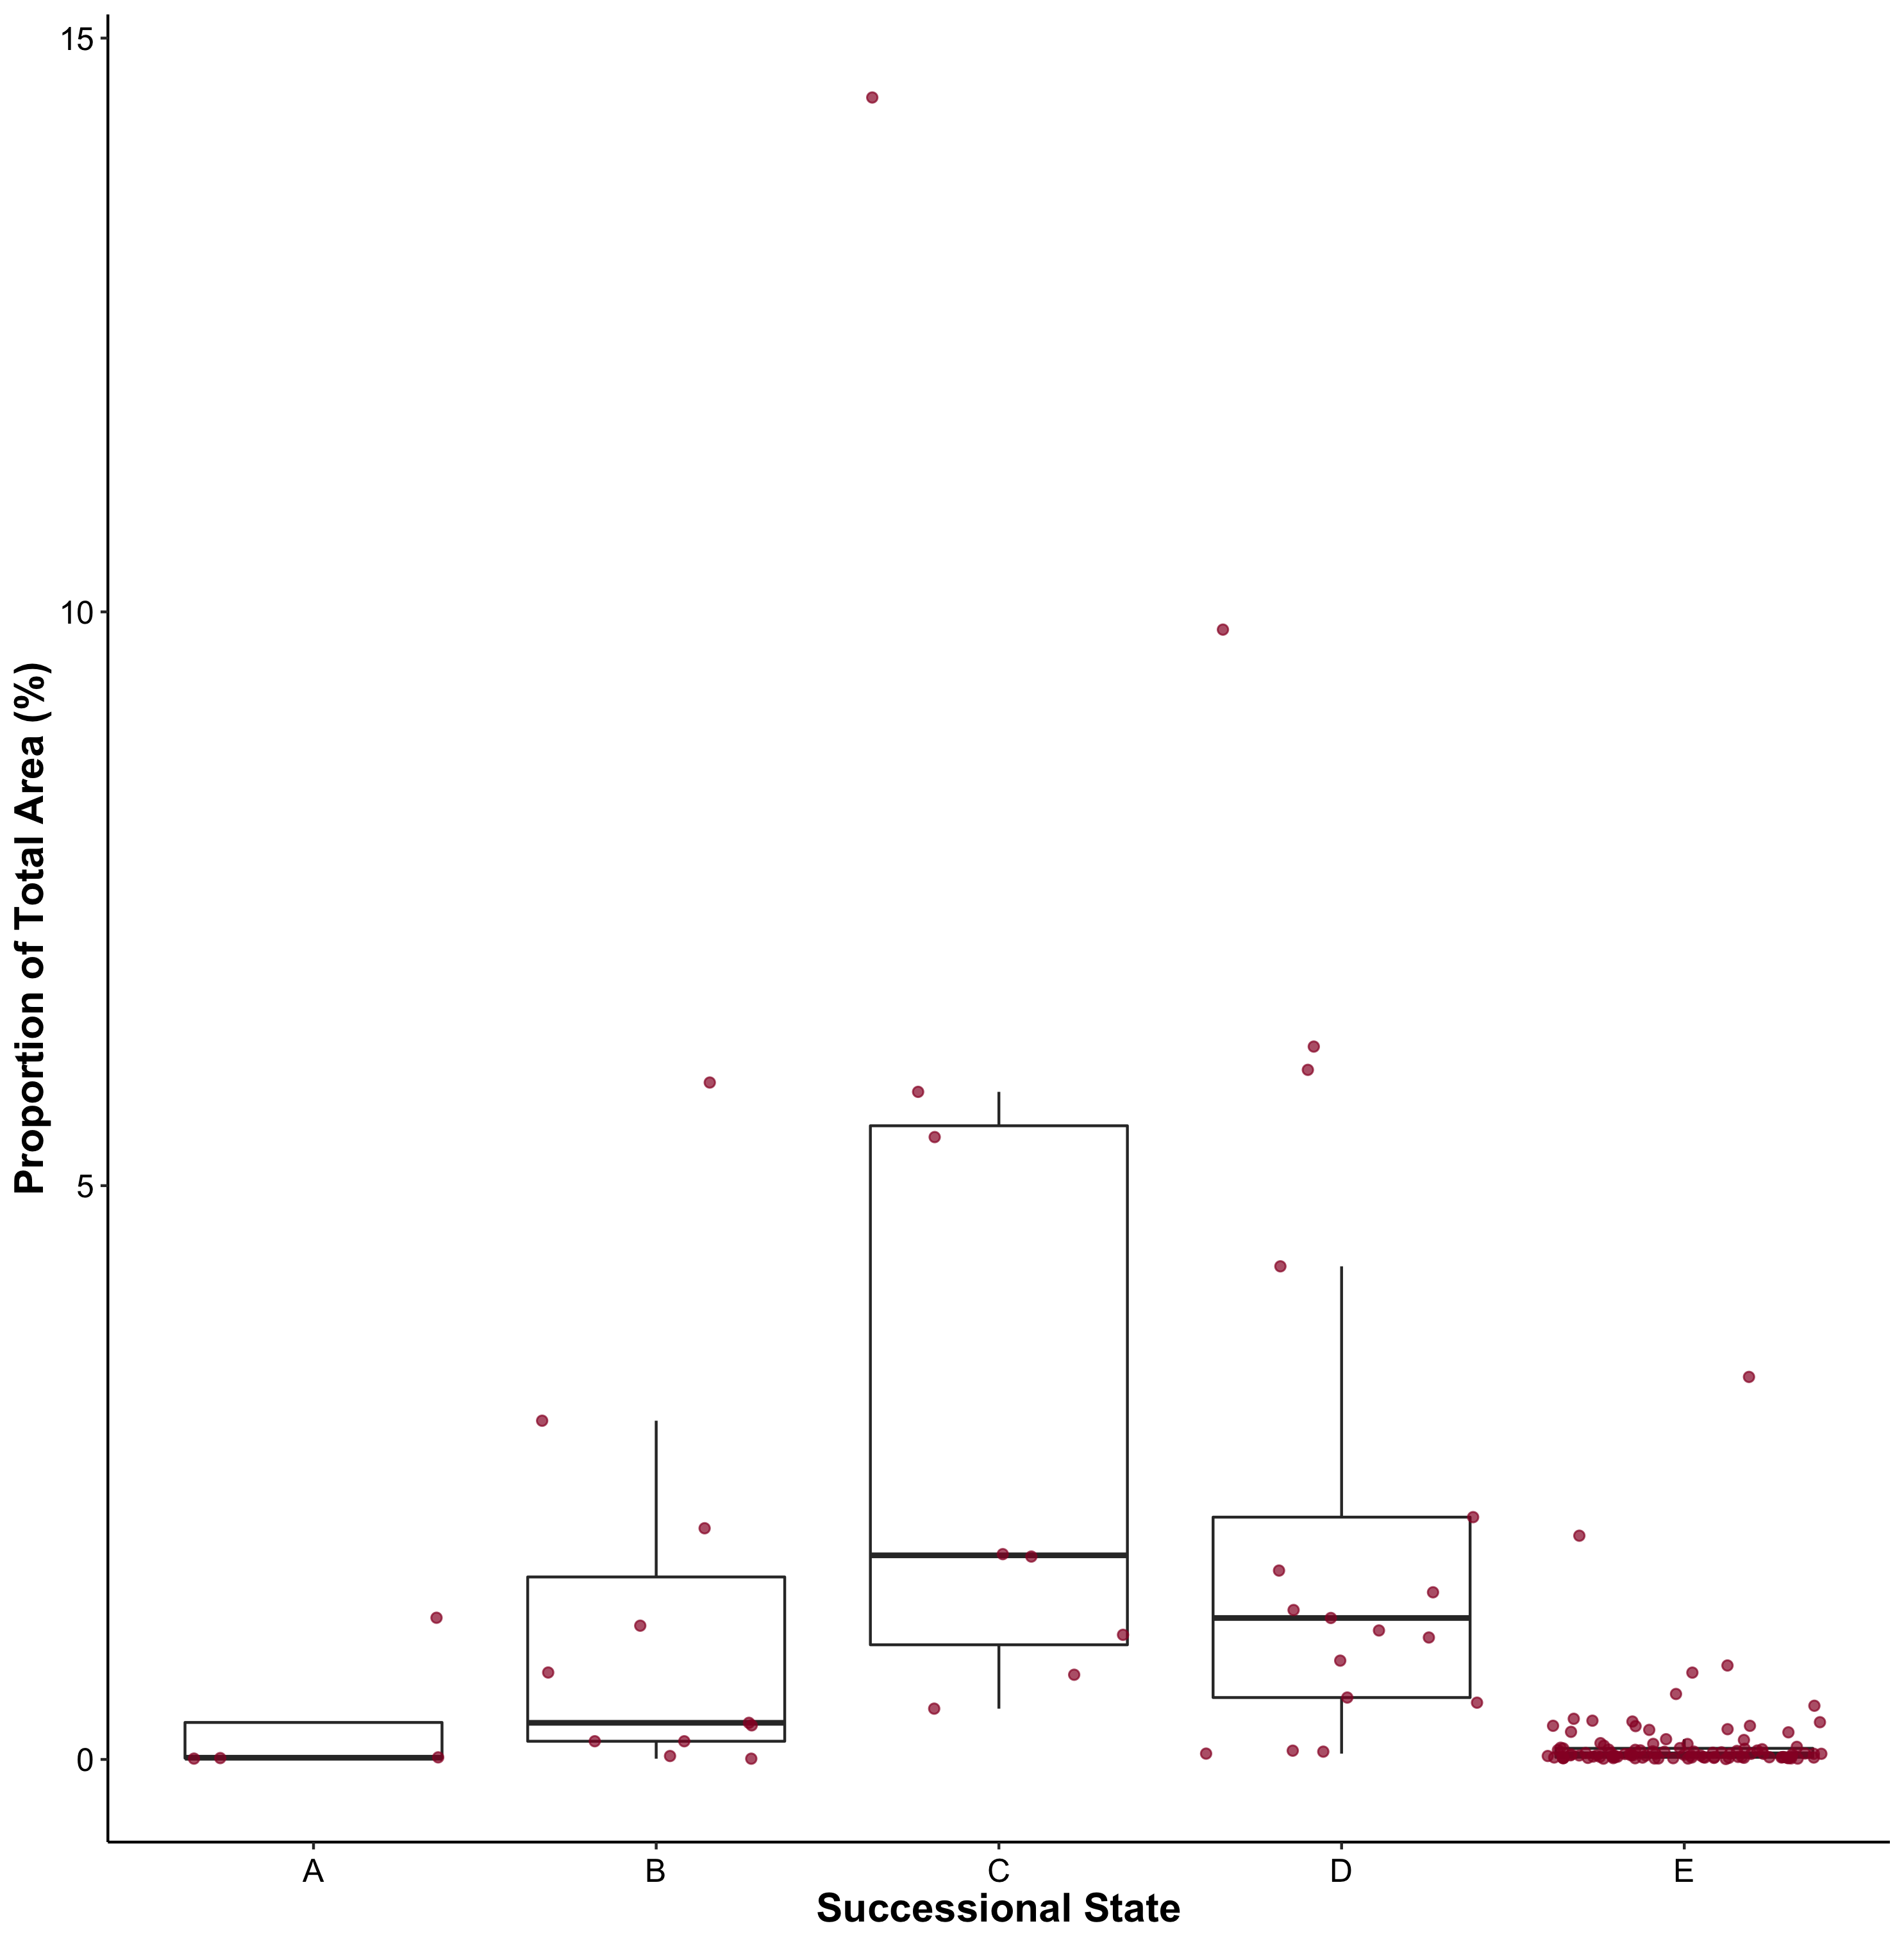 Proportion of Total Area (%)
15
10
5
0
A
B
C
D
E
Successional State